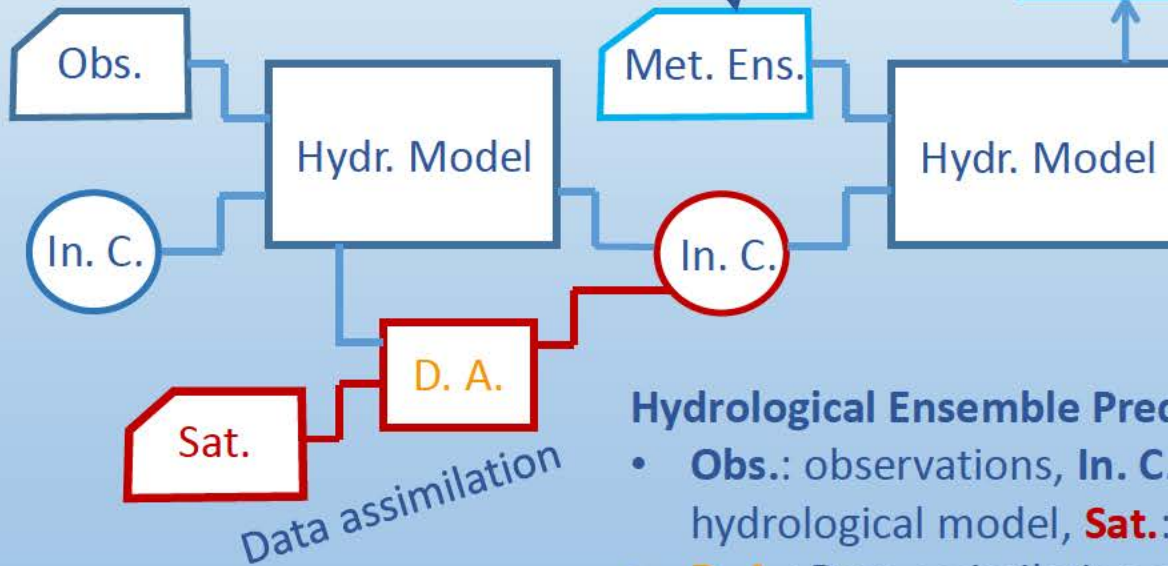 Obs.
Met. Ens.
Hydr. Model
Hydr. Model
In. C.
In. C.
D. A.
Sat.
Data assimilation
Hydrological Ensemble
• Obs.: observations, In. C.
hydrological model, Sat.: